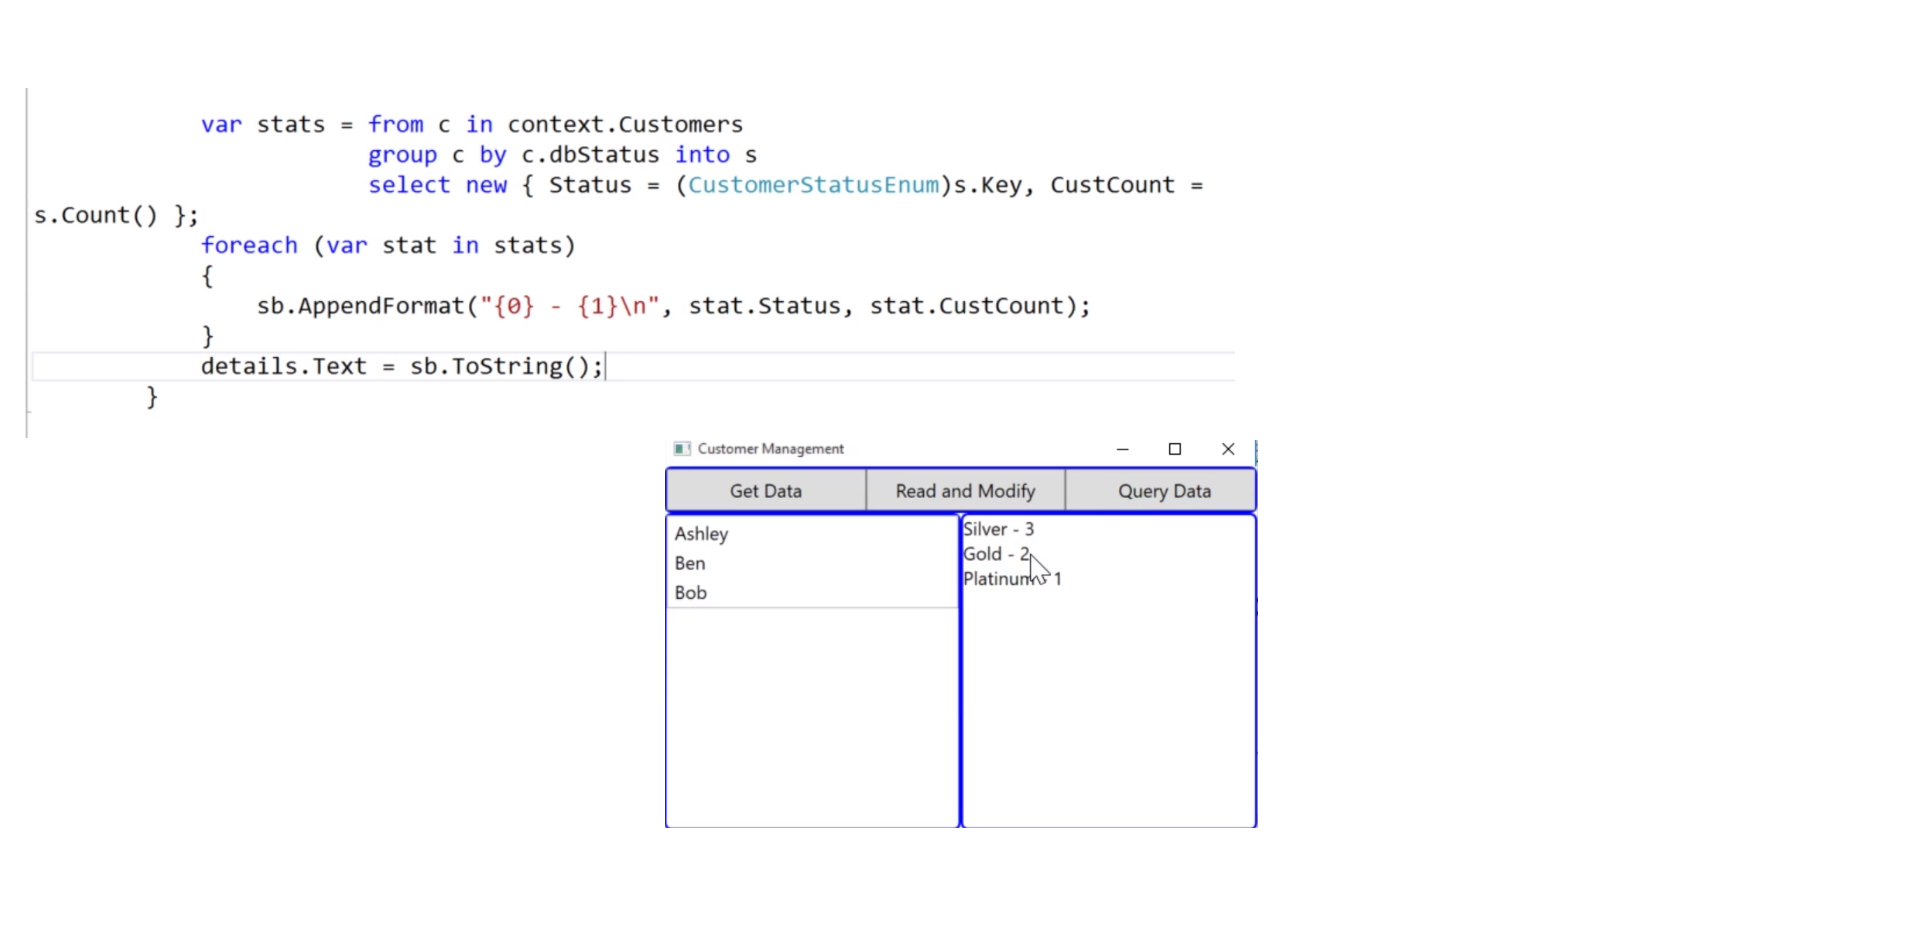 var stats = from c in context.Customers
group c by c.dbStatus into s
select new { Status = (CustomerStatusEnum)s.Key, CustCount =
s.Count() };
foreach (var stat in stats)
{
sb.AppendFormat("{0} - {1}\n", stat.Status, stat.CustCount);
}
details.Text = sb.ToString();
}
Customer Management
Get Data Read and Modify Query Data
Ashley
Ben
Bob
Silver - 3
Gold - 2
Platinum - 1